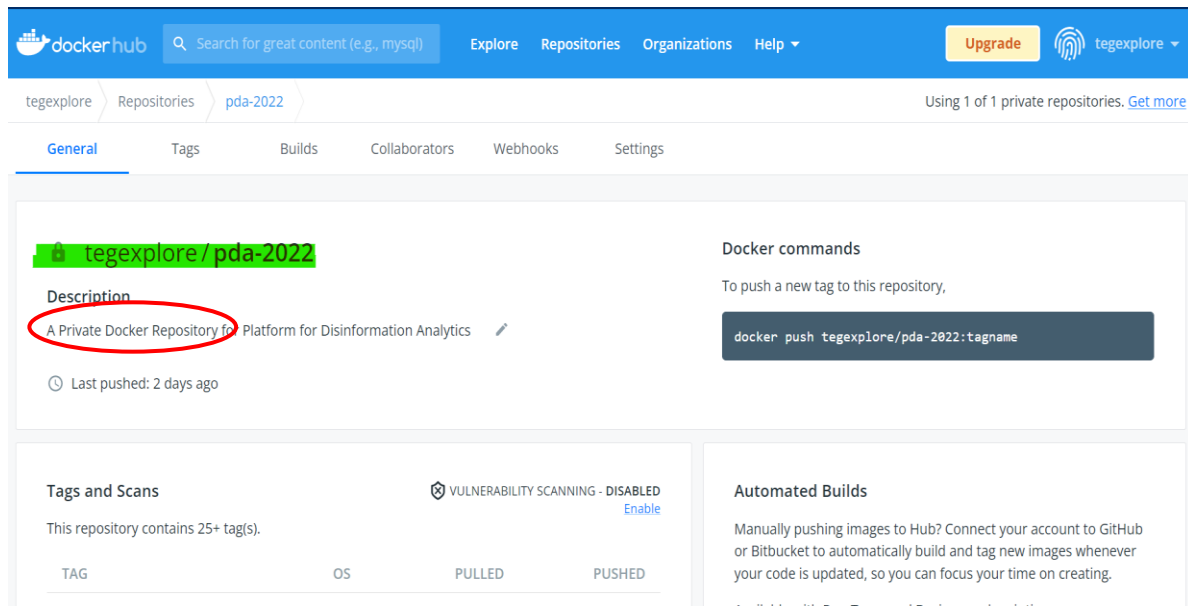 dockerhub Search for great content (e.g., mysql) Explore Repositories Organizations Help Upgrade tegexplore
tegexplore Repositories pda-2022 Using 1 of 1 private repositories. Get more
General Tags Builds Collaborators Webhooks Settings
tegexplore / pda-2022
Description
A Private Docker Repository for Platform for Disinformation Analytics
Last pushed: 2 days ago
Docker commands
To push a new tag to this repository,
docker push tegexplore/pda-2022:tagname
Tags and Scans
VULNERABILITY SCANNING - DISABLED
Enable
This repository contains 25+ tag(s).
TAG OS PULLED PUSHED
Automated Builds
Manually pushing images to Hub? Connect your account to GitHub
or Bitbucket to automatically build and tag new images whenever
your code is updated, so you can focus your time on creating.